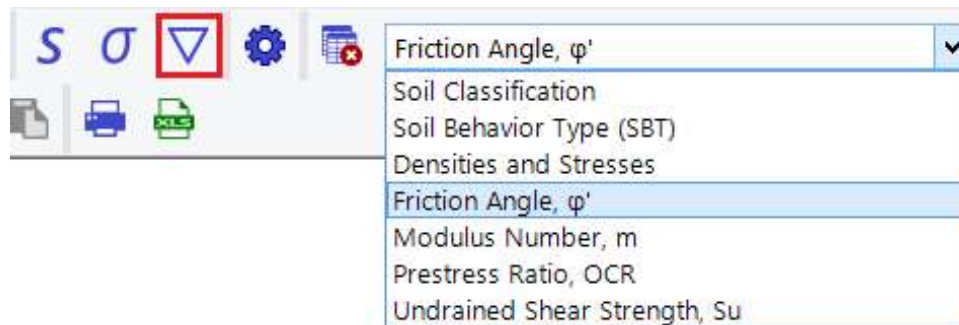 S σ
Friction Angle, φ'
XLS
Soil Classification
Soil Behavior Type (SBT)
Densities and Stresses
Friction Angle, φ'
Modulus Number, m
Prestress Ratio, OCR
Undrained Shear Strength, Su